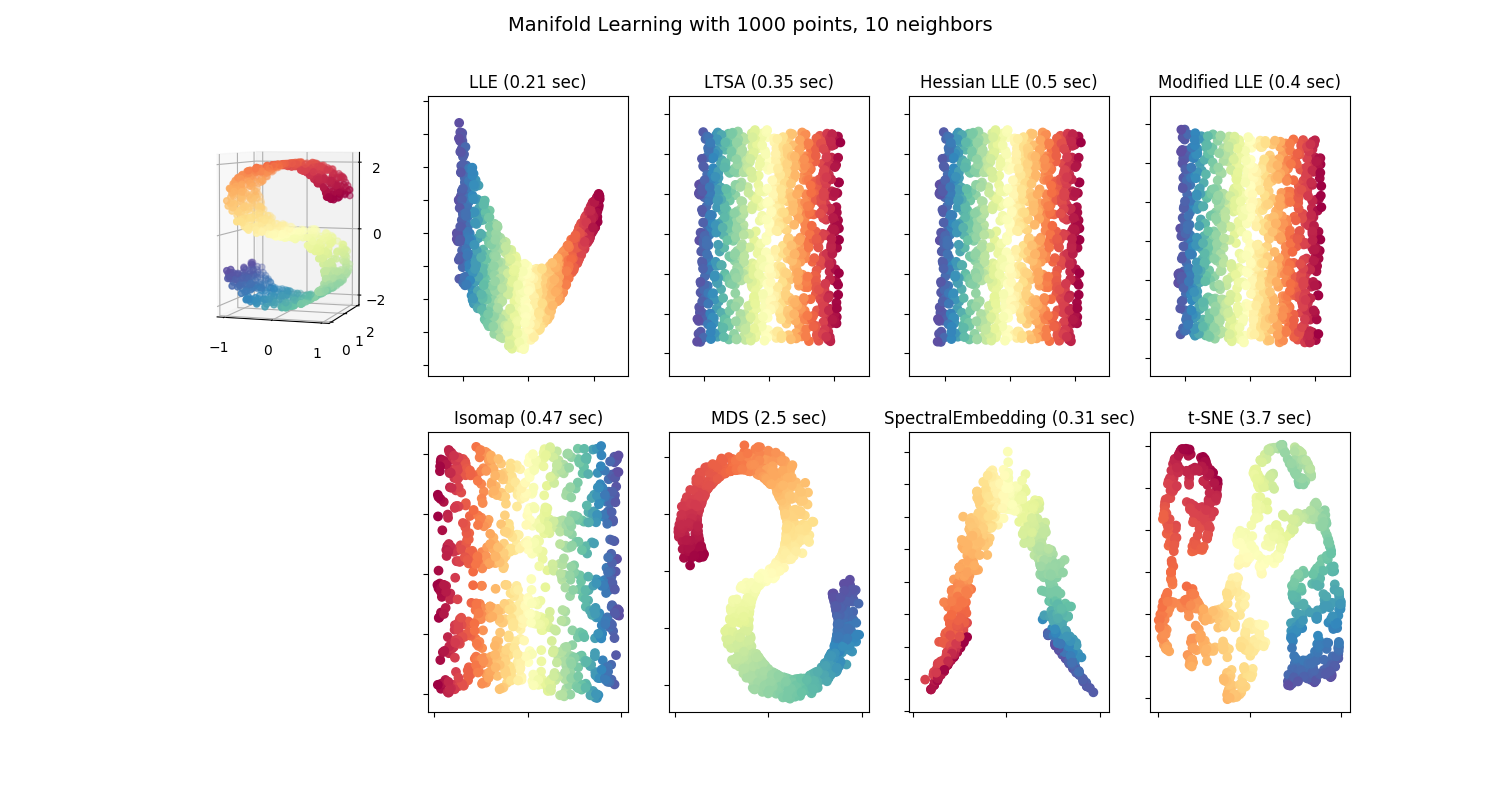 Manifold Learning with 1000 points, 10 neighbors
LLE (0.21 sec)
LTSA (0.35 sec)
Hessian LLE (0.5 sec)
Modified LLE (0.4 sec)
2
0
−2
−1
0
1
0
1
2
Isomap (0.47 sec)
MDS (2.5 sec)
SpectralEmbedding (0.31 sec)
t-SNE (3.7 sec)